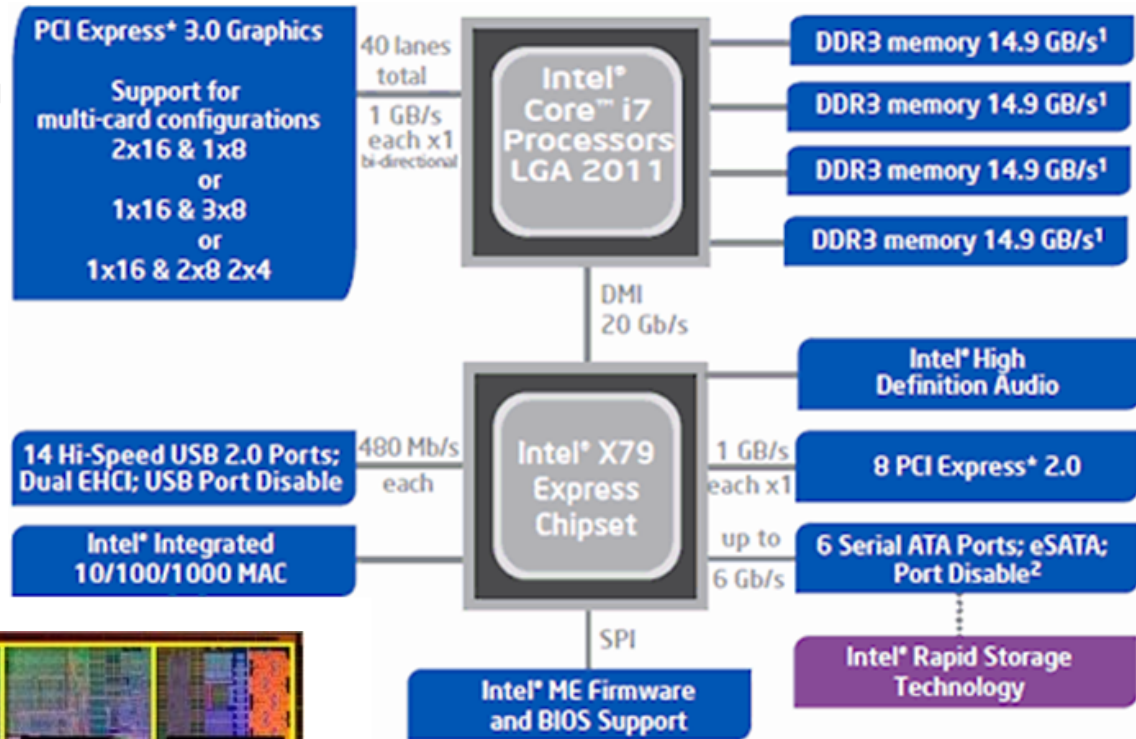 PCI Express* 3.0 Graphics
Support for
multi-card configurations
2x16 & 1x8
or
1x16 & 3x8
or
1x16 & 2x8 2x4
40 lanes
total
1 GB/s
each x1
bi-directional
Intel®
Core™ i7
Processors
LGA 2011
DDR3 memory 14.9 GB/s¹
DDR3 memory 14.9 GB/s¹
DDR3 memory 14.9 GB/s¹
DDR3 memory 14.9 GB/s¹
DMI
20 Gb/s
Intel® High
Definition Audio
14 Hi-Speed USB 2.0 Ports;
Dual EHCI; USB Port Disable
480 Mb/s
each
Intel® X79
Express
Chipset
1 GB/s
each x1
8 PCI Express* 2.0
Intel® Integrated
10/100/1000 MAC
up to
6 Gb/s
6 Serial ATA Ports; eSATA;
Port Disable²
SPI
Intel® Rapid Storage
Technology
Intel® ME Firmware
and BIOS Support